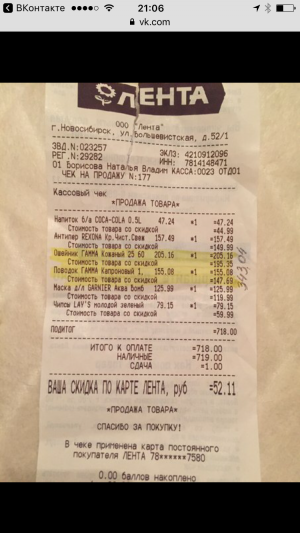 ВКонтакте
21:06
vk.com
ЛЕНТА
ООО "Лента"
г.Новосибирск, ул.Большевистская, д.52/1
ЗВД.N:023257 ЭКЛЗ: 4210912096
РЕГ.N:29282 ИНН: 7814148471
01 Борисова Наталья Владим КАССА:0023 ОТД01
ЧЕК НА ПРОДАЖУ N:177
Кассовый чек
*ПРОДАЖА ТОВАРА*
Напиток б/а COCA-COLA 0.5L 47.24 *1 =47.24
Стоимость товара со скидкой =44.99
Антипер REXONA Кр.Чист.Свеж 157.49 *1 =157.49
Стоимость товара со скидкой =149.99
Ошейник ГАММА Кожаный 25 60 205.16 *1 =205.16
Стоимость товара со скидкой =195.35
Поводок ГАММА Капроновый 1, 155.08 *1 =155.08
Стоимость товара со скидкой =147.69
Маска д/л GARNIER Аква Бомб 125.99 *1 =125.99
Стоимость товара со скидкой =119.99
Чипсы LAY'S молодой зеленый 79.15 *1 =79.15
Стоимость товара со скидкой =59.99
343.04
ПОДИТОГ =718.00
ИТОГО К ОПЛАТЕ =718.00
НАЛИЧНЫЕ =719.00
СДАЧА =1.00
ВАША СКИДКА ПО КАРТЕ ЛЕНТА, руб =52.11
*ПРОДАЖА ТОВАРА*
СПАСИБО ЗА ПОКУПКУ!
В чеке применена карта постоянного
покупателя ЛЕНТА 78******7580
0.00 баллов накоплено